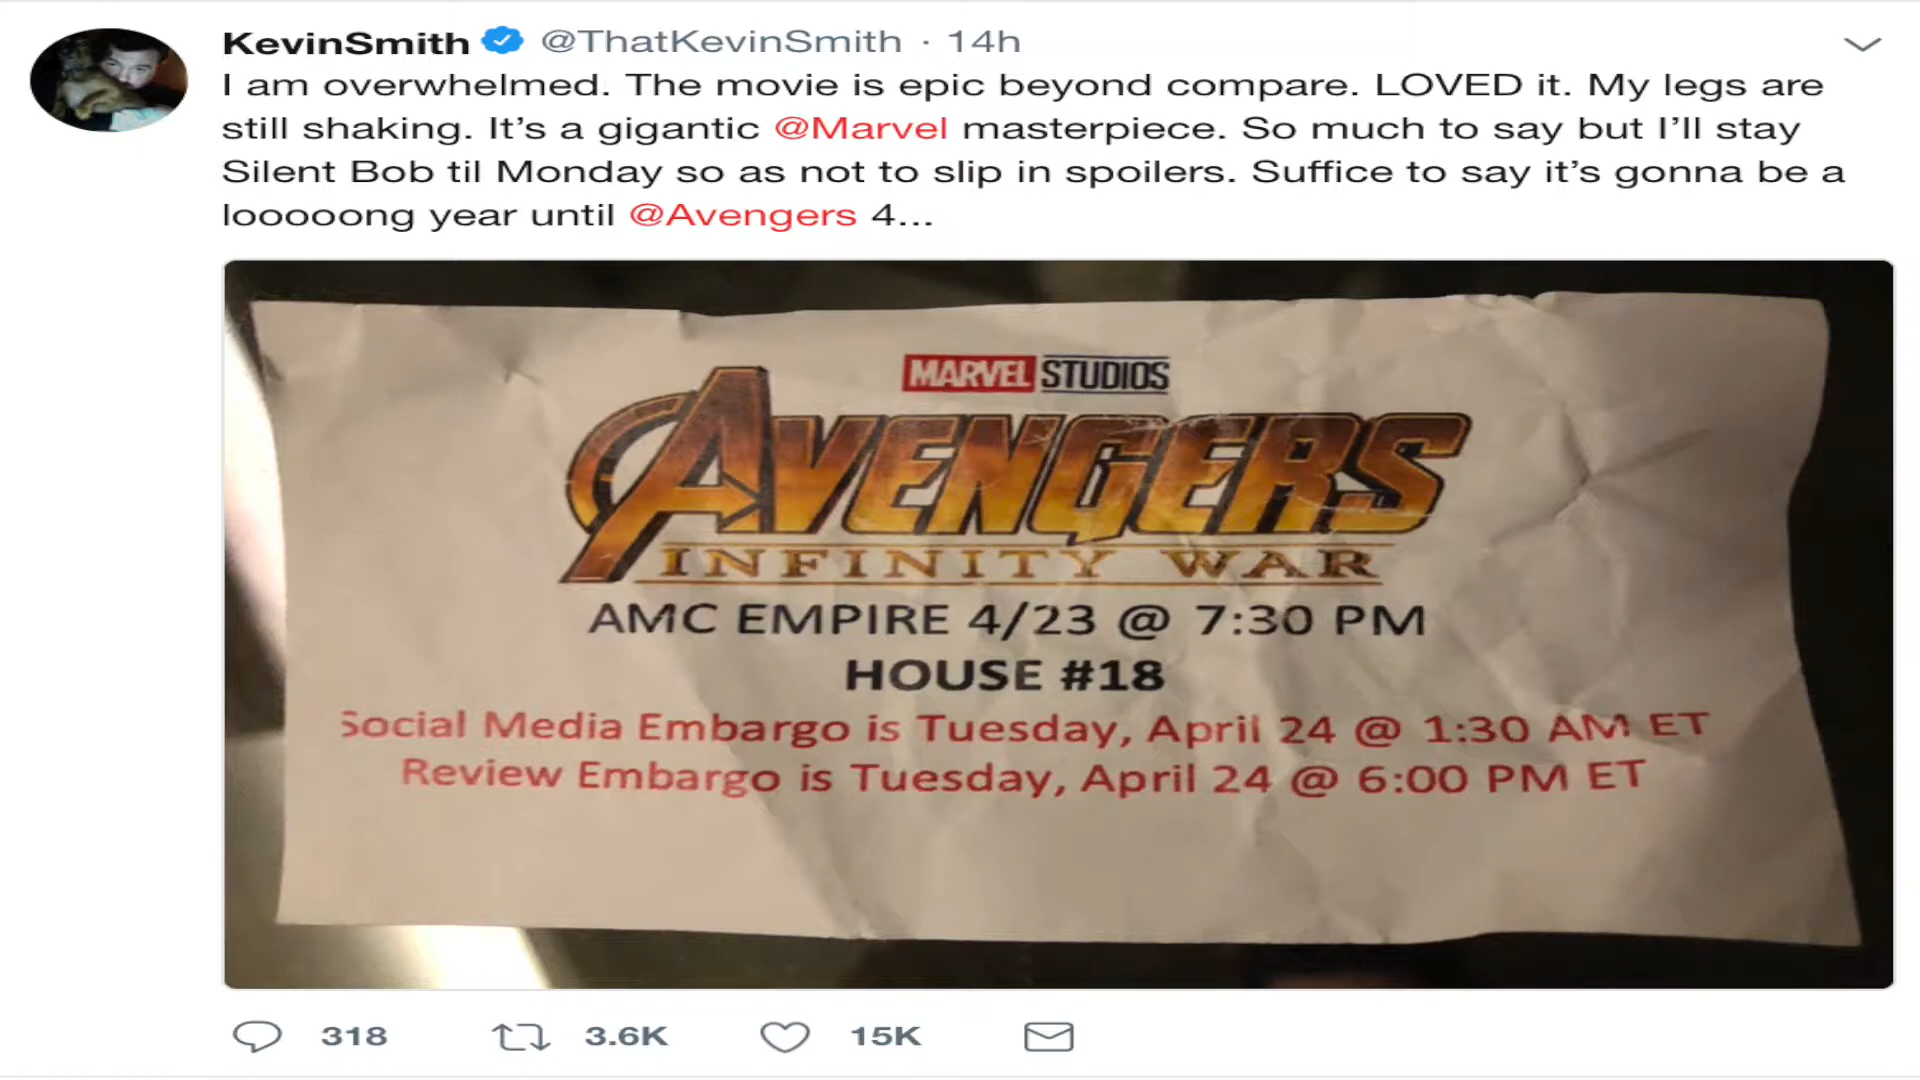 KevinSmith @ThatKevinSmith · 14h
I am overwhelmed. The movie is epic beyond compare. LOVED it. My legs are
still shaking. It’s a gigantic @Marvel masterpiece. So much to say but I’ll stay
Silent Bob til Monday so as not to slip in spoilers. Suffice to say it’s gonna be a
looooong year until @Avengers 4...
MARVEL STUDIOS
AVENGERS
INFINITY WAR
AMC EMPIRE 4/23 @ 7:30 PM
HOUSE #18
Social Media Embargo is Tuesday, April 24 @ 1:30 AM ET
Review Embargo is Tuesday, April 24 @ 6:00 PM ET
318 3.6K 15K